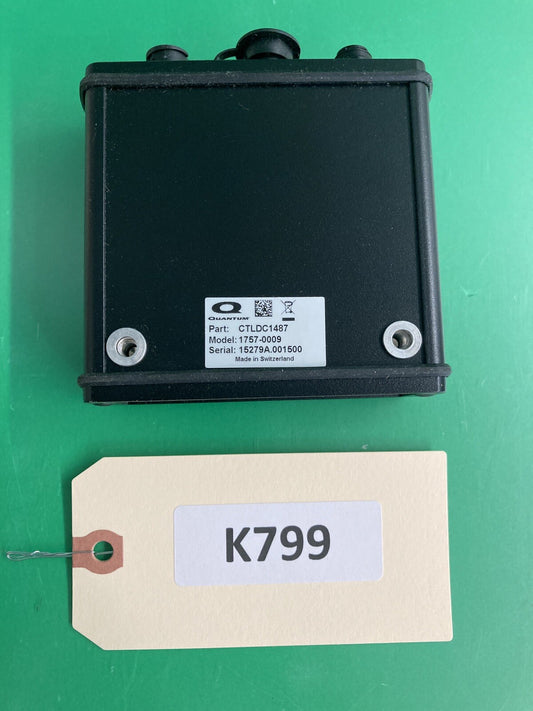 QUANTUM
Part: CTLDC1487
Model: 1757-0009
Serial: 15279A.001500
Made in Switzerland
K799